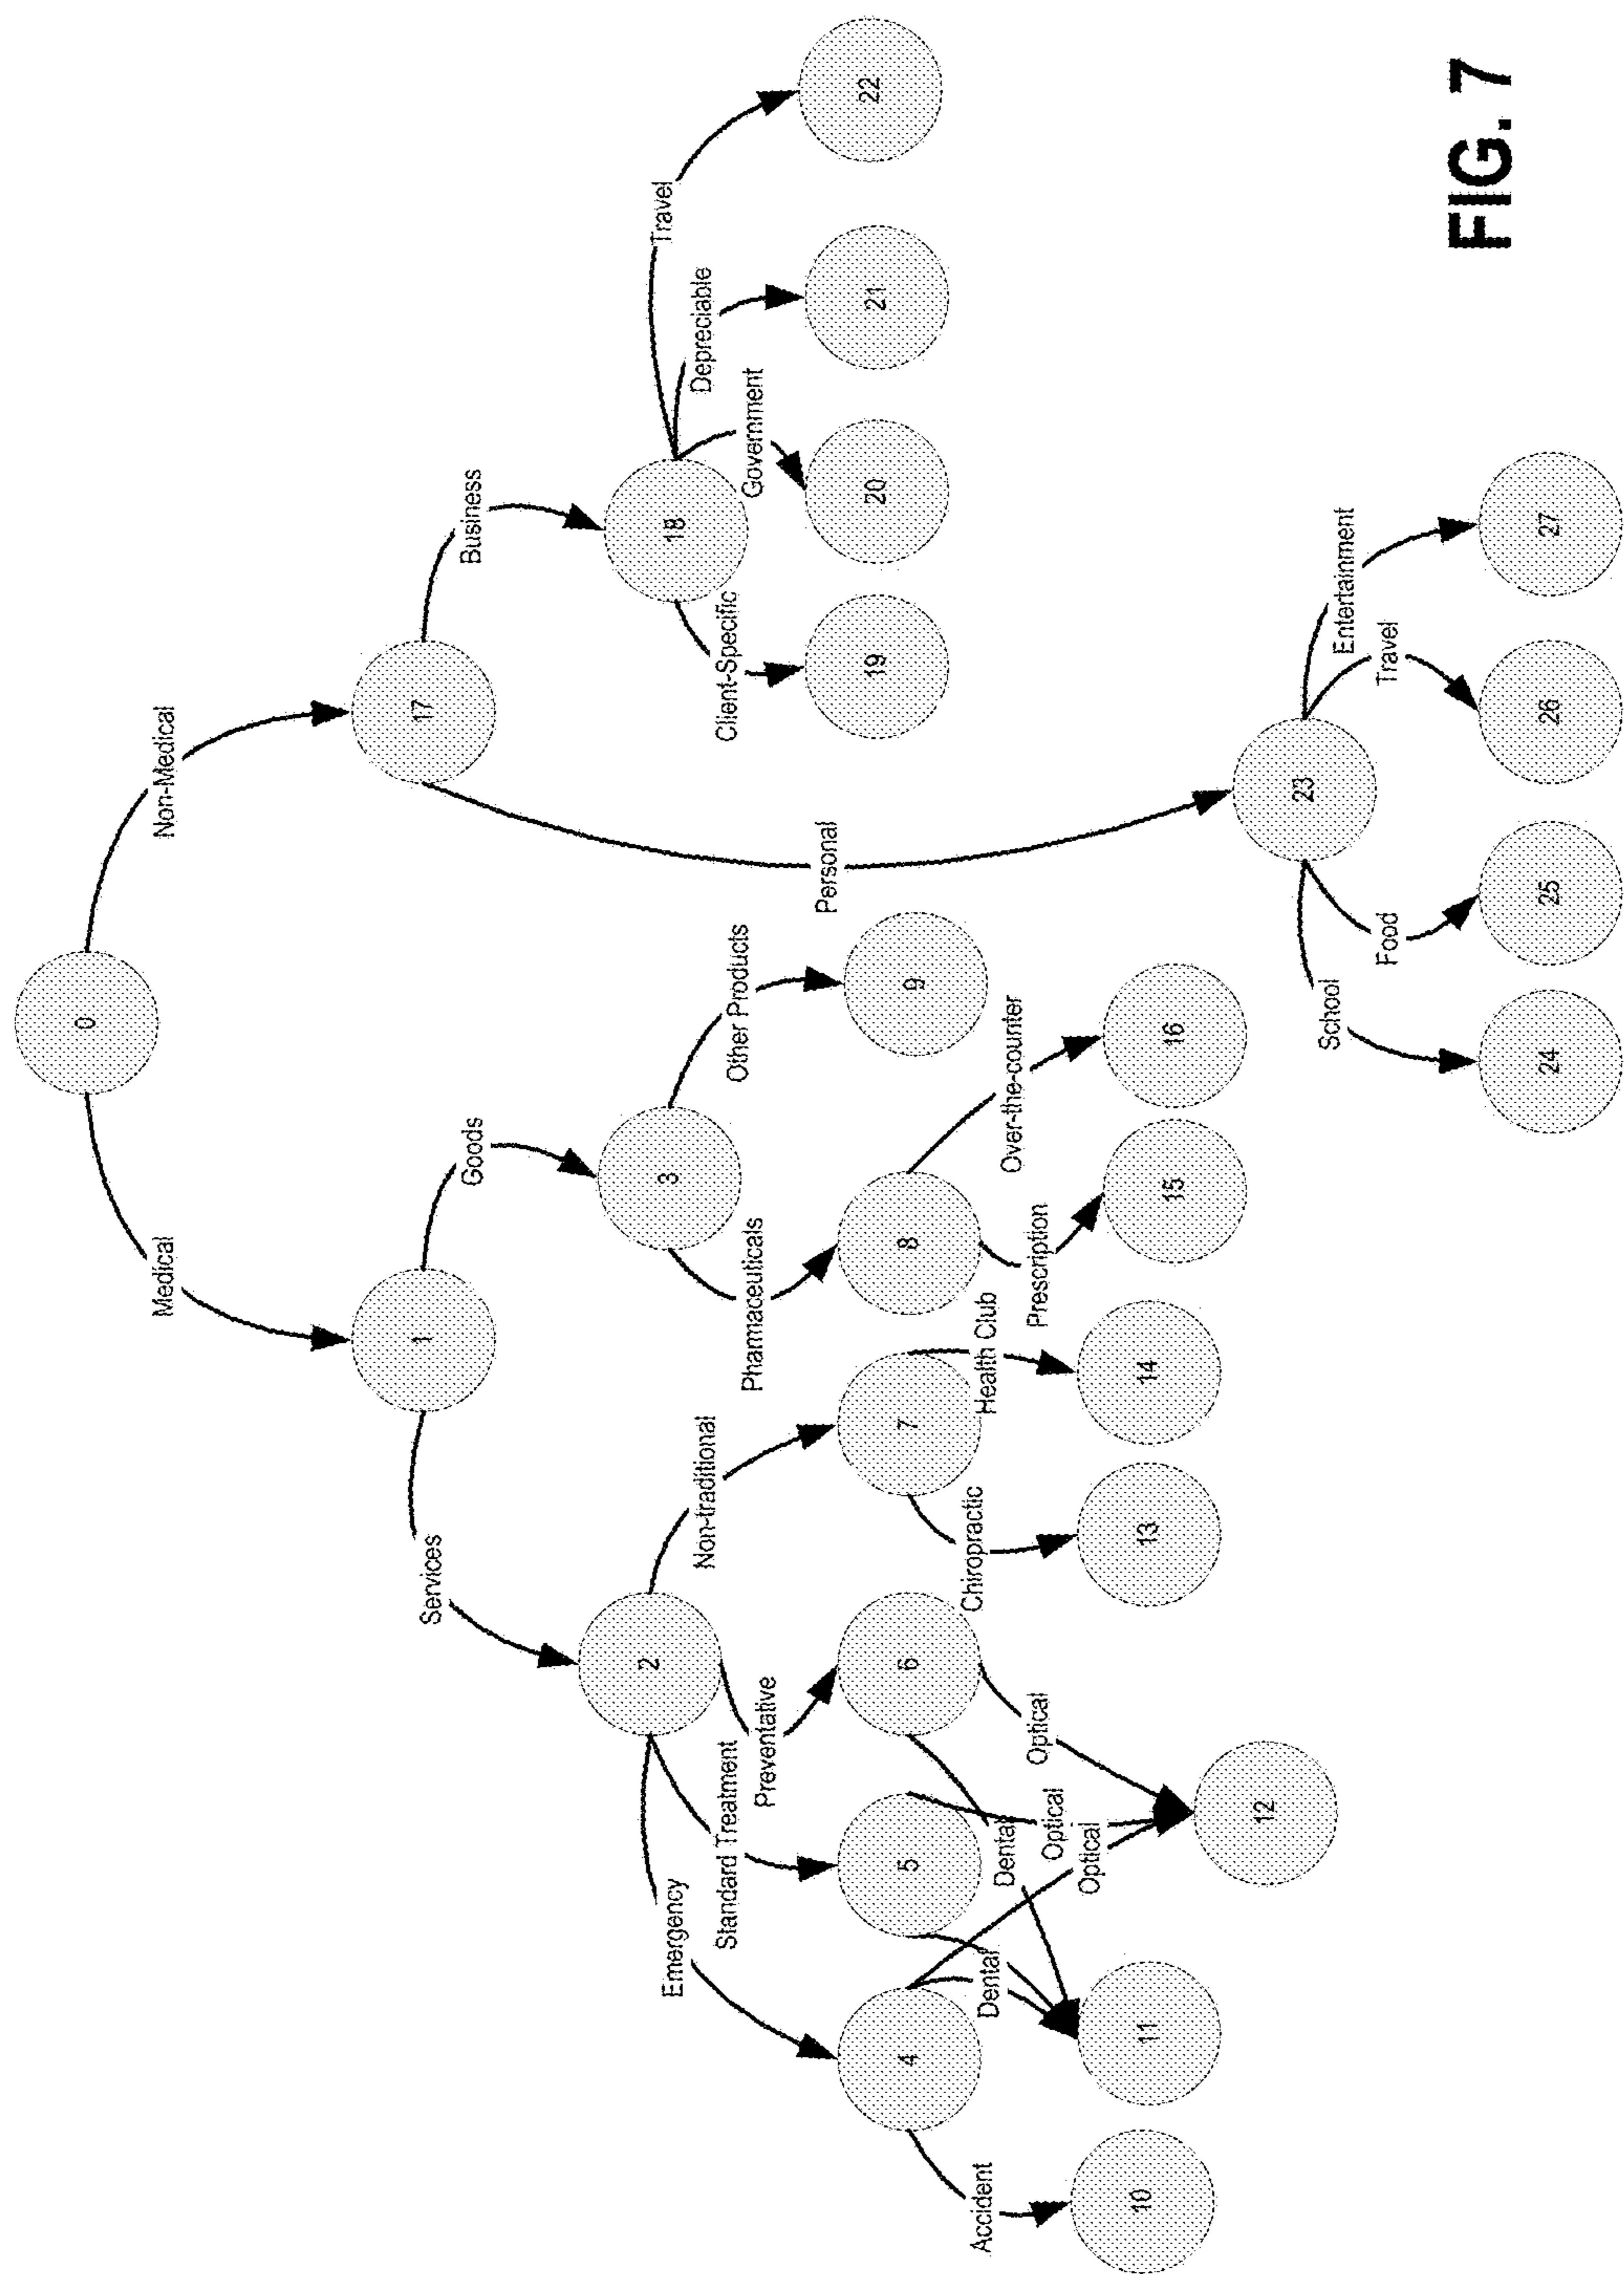 0
Medical
Non-Medical
1
17
Services
Goods
Business
Personal
2
3
18
Emergency
Standard Treatment
Preventative
Non-traditional
Pharmaceuticals
Other Products
Client-Specific
Government
Depreciable
Travel
4
5
6
7
8
9
19
20
21
22
Accident
Dental
Dental
Optical
Optical
Optical
Chiropractic
Health Club
Prescription
Over-the-counter
10
11
12
13
14
15
16
23
School
Food
Travel
Entertainment
24
25
26
27
FIG. 7